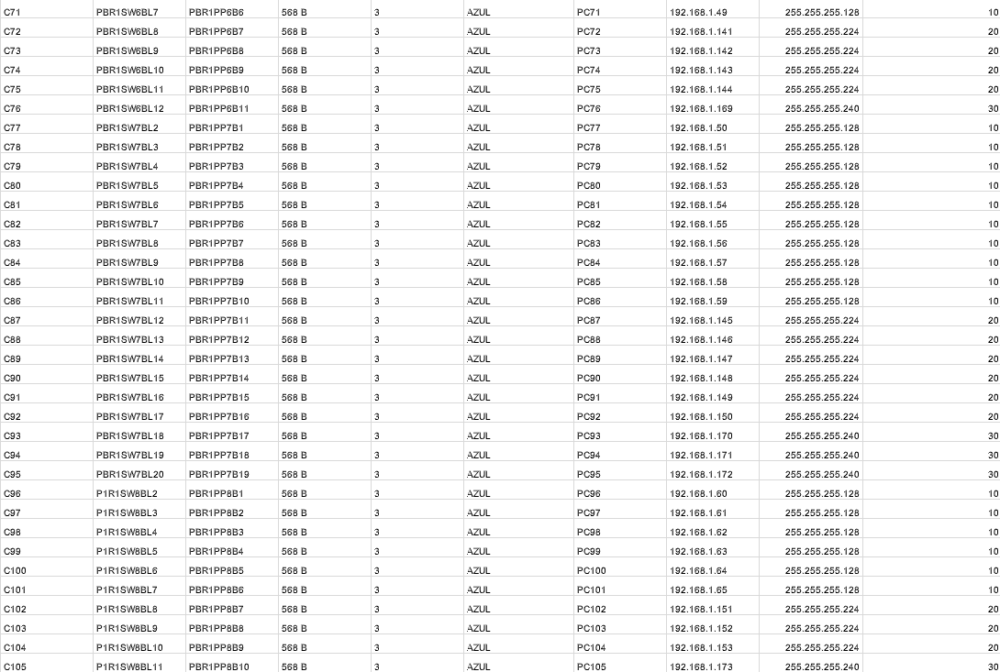 C71 PBR1SW6BL7 PBR1PP6B6 568 B 3 AZUL PC71 192.168.1.49 255.255.255.128 10
C72 PBR1SW6BL8 PBR1PP6B7 568 B 3 AZUL PC72 192.168.1.141 255.255.255.224 20
C73 PBR1SW6BL9 PBR1PP6B8 568 B 3 AZUL PC73 192.168.1.142 255.255.255.224 20
C74 PBR1SW6BL10 PBR1PP6B9 568 B 3 AZUL PC74 192.168.1.143 255.255.255.224 20
C75 PBR1SW6BL11 PBR1PP6B10 568 B 3 AZUL PC75 192.168.1.144 255.255.255.224 20
C76 PBR1SW6BL12 PBR1PP6B11 568 B 3 AZUL PC76 192.168.1.169 255.255.255.240 30
C77 PBR1SW7BL2 PBR1PP7B1 568 B 3 AZUL PC77 192.168.1.50 255.255.255.128 10
C78 PBR1SW7BL3 PBR1PP7B2 568 B 3 AZUL PC78 192.168.1.51 255.255.255.128 10
C79 PBR1SW7BL4 PBR1PP7B3 568 B 3 AZUL PC79 192.168.1.52 255.255.255.128 10
C80 PBR1SW7BL5 PBR1PP7B4 568 B 3 AZUL PC80 192.168.1.53 255.255.255.128 10
C81 PBR1SW7BL6 PBR1PP7B5 568 B 3 AZUL PC81 192.168.1.54 255.255.255.128 10
C82 PBR1SW7BL7 PBR1PP7B6 568 B 3 AZUL PC82 192.168.1.55 255.255.255.128 10
C83 PBR1SW7BL8 PBR1PP7B7 568 B 3 AZUL PC83 192.168.1.56 255.255.255.128 10
C84 PBR1SW7BL9 PBR1PP7B8 568 B 3 AZUL PC84 192.168.1.57 255.255.255.128 10
C85 PBR1SW7BL10 PBR1PP7B9 568 B 3 AZUL PC85 192.168.1.58 255.255.255.128 10
C86 PBR1SW7BL11 PBR1PP7B10 568 B 3 AZUL PC86 192.168.1.59 255.255.255.128 10
C87 PBR1SW7BL12 PBR1PP7B11 568 B 3 AZUL PC87 192.168.1.145 255.255.255.224 20
C88 PBR1SW7BL13 PBR1PP7B12 568 B 3 AZUL PC88 192.168.1.146 255.255.255.224 20
C89 PBR1SW7BL14 PBR1PP7B13 568 B 3 AZUL PC89 192.168.1.147 255.255.255.224 20
C90 PBR1SW7BL15 PBR1PP7B14 568 B 3 AZUL PC90 192.168.1.148 255.255.255.224 20
C91 PBR1SW7BL16 PBR1PP7B15 568 B 3 AZUL PC91 192.168.1.149 255.255.255.224 20
C92 PBR1SW7BL17 PBR1PP7B16 568 B 3 AZUL PC92 192.168.1.150 255.255.255.224 20
C93 PBR1SW7BL18 PBR1PP7B17 568 B 3 AZUL PC93 192.168.1.170 255.255.255.240 30
C94 PBR1SW7BL19 PBR1PP7B18 568 B 3 AZUL PC94 192.168.1.171 255.255.255.240 30
C95 PBR1SW7BL20 PBR1PP7B19 568 B 3 AZUL PC95 192.168.1.172 255.255.255.240 30
C96 P1R1SW8BL2 PBR1PP8B1 568 B 3 AZUL PC96 192.168.1.60 255.255.255.128 10
C97 P1R1SW8BL3 PBR1PP8B2 568 B 3 AZUL PC97 192.168.1.61 255.255.255.128 10
C98 P1R1SW8BL4 PBR1PP8B3 568 B 3 AZUL PC98 192.168.1.62 255.255.255.128 10
C99 P1R1SW8BL5 PBR1PP8B4 568 B 3 AZUL PC99 192.168.1.63 255.255.255.128 10
C100 P1R1SW8BL6 PBR1PP8B5 568 B 3 AZUL PC100 192.168.1.64 255.255.255.128 10
C101 P1R1SW8BL7 PBR1PP8B6 568 B 3 AZUL PC101 192.168.1.65 255.255.255.128 10
C102 P1R1SW8BL8 PBR1PP8B7 568 B 3 AZUL PC102 192.168.1.151 255.255.255.224 20
C103 P1R1SW8BL9 PBR1PP8B8 568 B 3 AZUL PC103 192.168.1.152 255.255.255.224 20
C104 P1R1SW8BL10 PBR1PP8B9 568 B 3 AZUL PC104 192.168.1.153 255.255.255.224 20
C105 P1R1SW8BL11 PBR1PP8B10 568 B 3 AZUL PC105 192.168.1.173 255.255.255.240 30